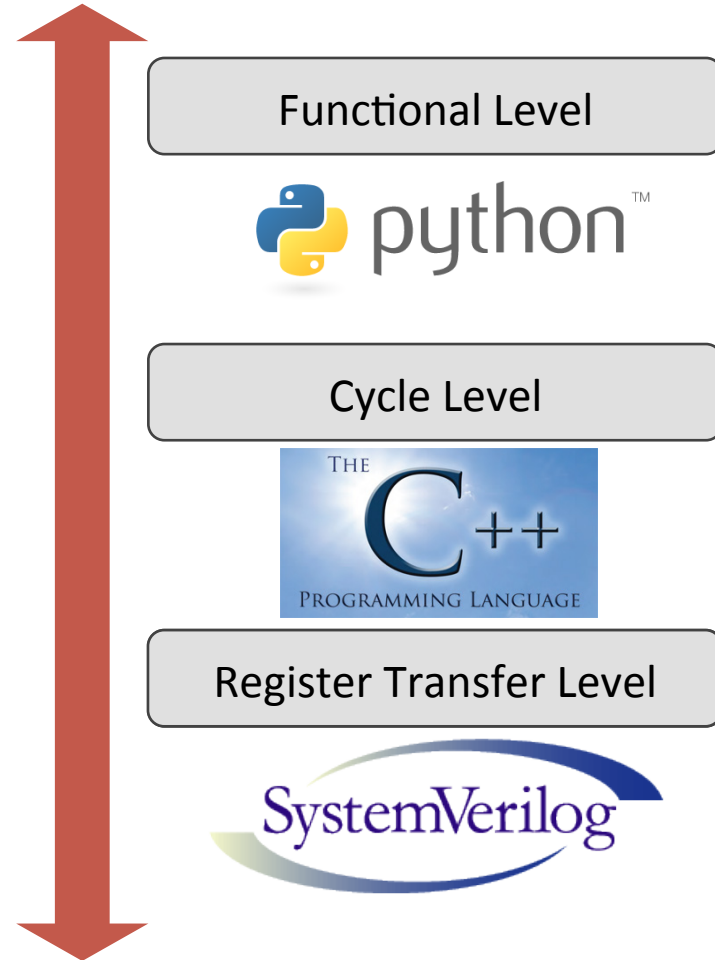 Functional Level
python™
Cycle Level
THE
C++
PROGRAMMING LANGUAGE
Register Transfer Level
SystemVerilog